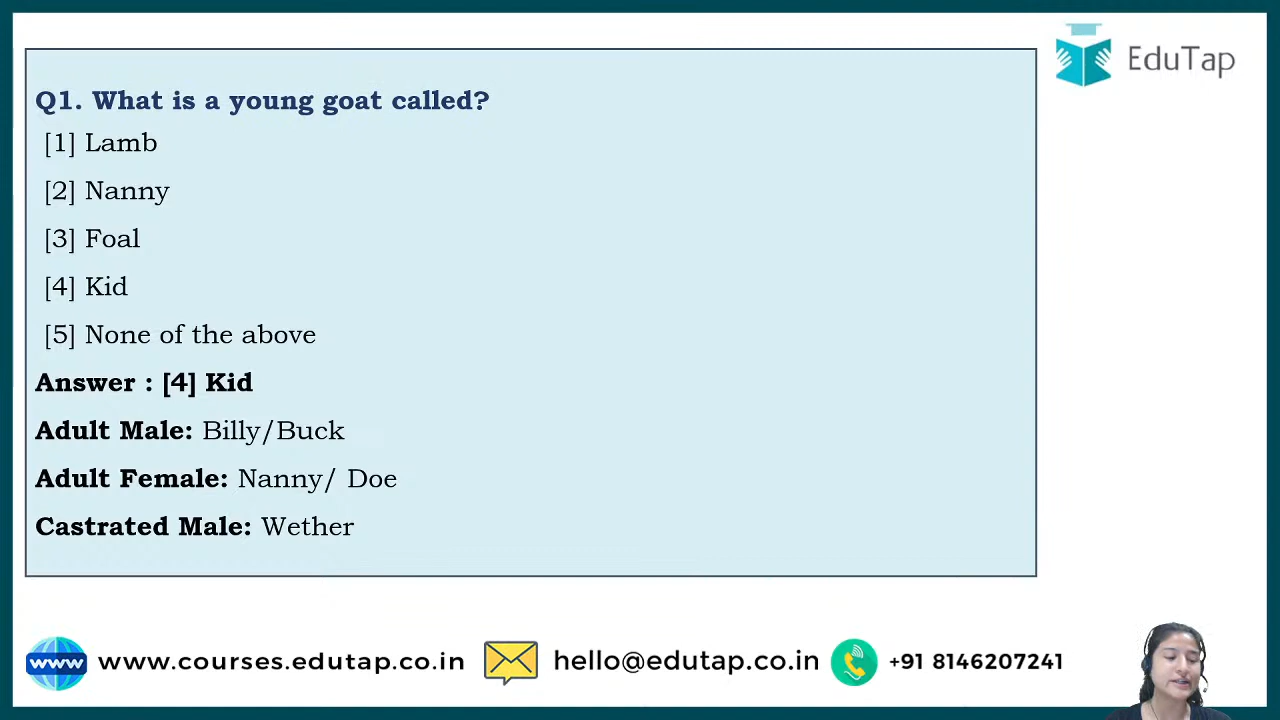 EduTap
Q1. What is a young goat called?
[1] Lamb
[2] Nanny
[3] Foal
[4] Kid
[5] None of the above
Answer : [4] Kid
Adult Male: Billy/Buck
Adult Female: Nanny/ Doe
Castrated Male: Wether
www www.courses.edutap.co.in hello@edutap.co.in +91 8146207241